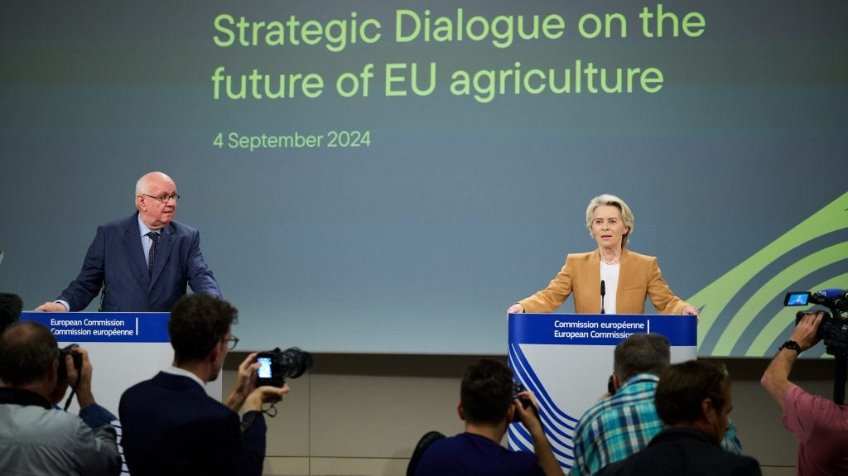 Strategic Dialogue on the
future of EU agriculture
4 September 2024
European Commission
Commission européenne
Commission européenne
European Commission